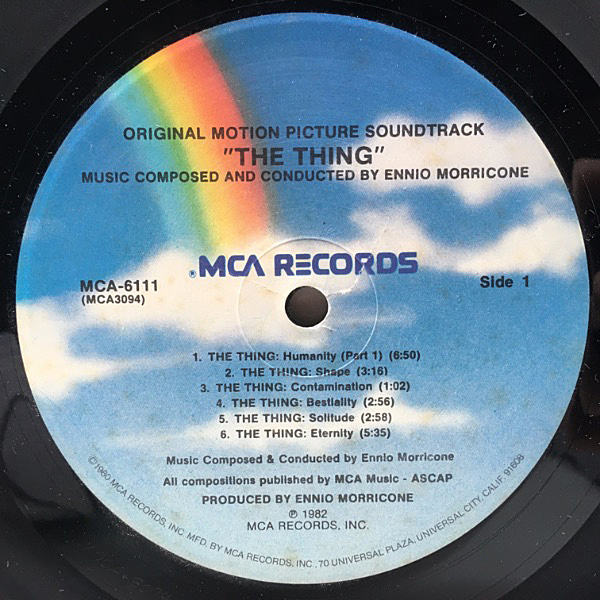 ORIGINAL MOTION PICTURE SOUNDTRACK
"THE THING"
MUSIC COMPOSED AND CONDUCTED BY ENNIO MORRICONE
®MCA RECORDS
MCA-6111
(MCA3094)
Side 1
1. THE THING: Humanity (Part 1) (6:50)
2. THE THING: Shape (3:16)
3. THE THING: Contamination (1:02)
4. THE THING: Bestiality (2:56)
5. THE THING: Solitude (2:58)
6. THE THING: Eternity (5:35)
Music Composed & Conducted by Ennio Morricone
All compositions published by MCA Music - ASCAP
PRODUCED BY ENNIO MORRICONE
℗ 1982
MCA RECORDS, INC.
©1980 MCA RECORDS, INC. MFD. BY MCA RECORDS, INC., 70 UNIVERSAL PLAZA, UNIVERSAL CITY, CALIF. 91608